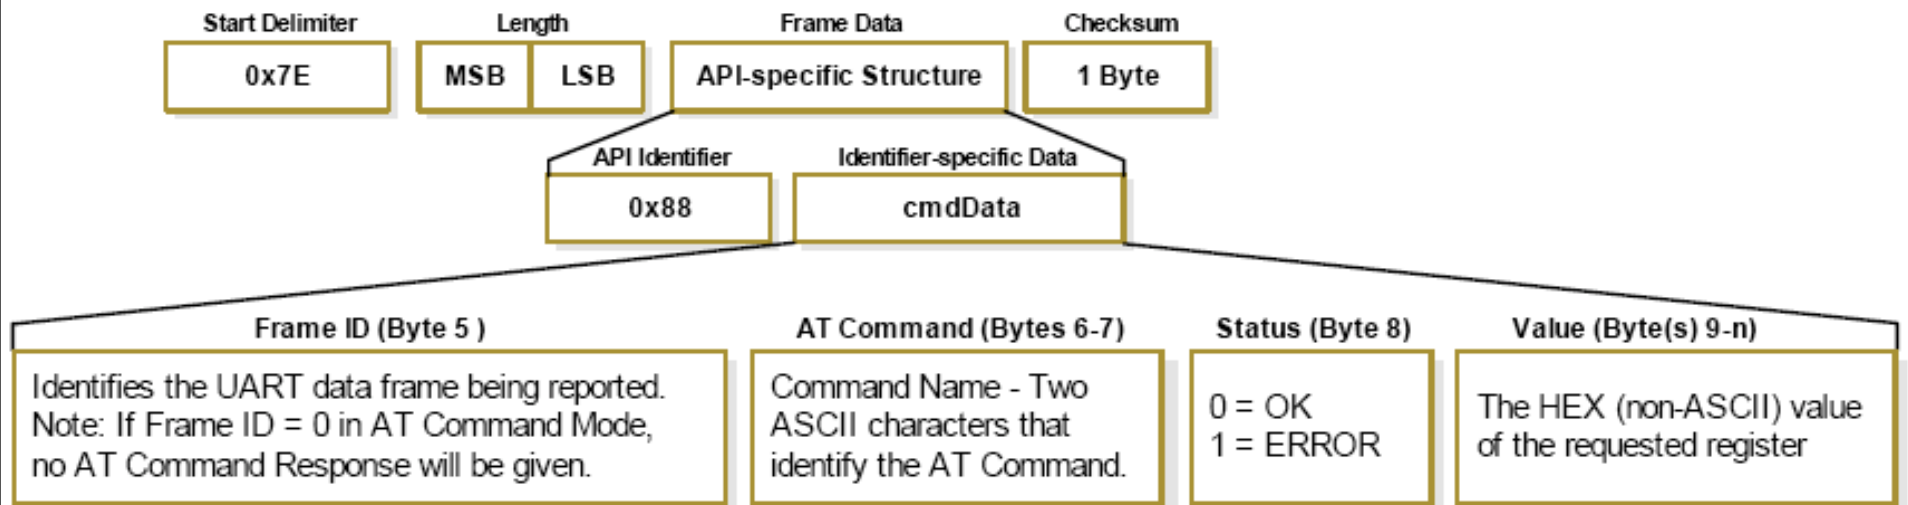 Start Delimiter Length Frame Data Checksum
0x7E MSB LSB API-specific Structure 1 Byte
API Identifier Identifier-specific Data
0x88 cmdData
Frame ID (Byte 5 ) AT Command (Bytes 6-7) Status (Byte 8) Value (Byte(s) 9-n)
Identifies the UART data frame being reported.
Note: If Frame ID = 0 in AT Command Mode,
no AT Command Response will be given.
Command Name - Two
ASCII characters that
identify the AT Command.
0 = OK
1 = ERROR
The HEX (non-ASCII) value
of the requested register